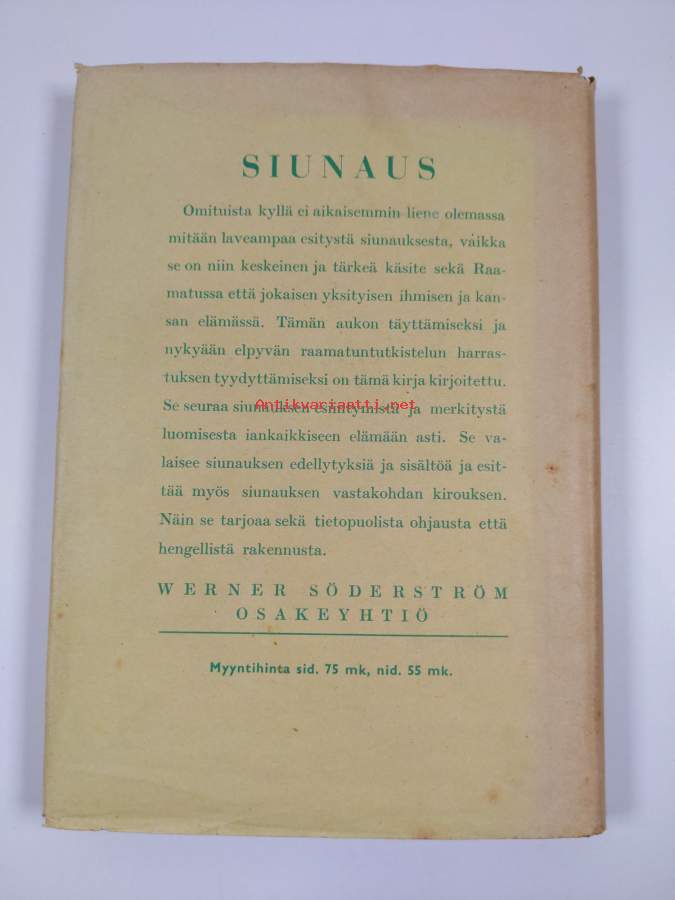 SIUNAUS
Omituista kyllä ei aikaisemmin liene olemassa
mitään laveampaa esitystä siunauksesta, vaikka
se on niin keskeinen ja tärkeä käsite sekä Raa-
matussa että jokaisen yksityisen ihmisen ja kan-
san elämässä. Tämän aukon täyttämiseksi ja
nykyään elpyvän raamatuntutkistelun harras-
tuksen tyydyttämiseksi on tämä kirja kirjoitettu.
Se seuraa siunauksen esiintymistä ja merkitystä
Antikvariaatti.net
luomisesta iankaikkiseen elämään asti. Se va-
laisee siunauksen edellytyksiä ja sisältöä ja esit-
tää myös siunauksen vastakohdan kirouksen.
Näin se tarjoaa sekä tietopuolista ohjausta että
hengellistä rakennusta.
WERNER SÖDERSTRÖM
OSAKEYHTIÖ
Myyntihinta sid. 75 mk, nid. 55 mk.